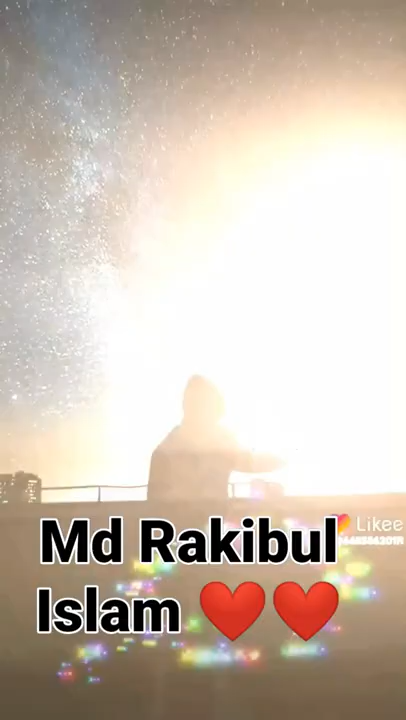 Likee
Md Rakibul
Islam ❤️❤️